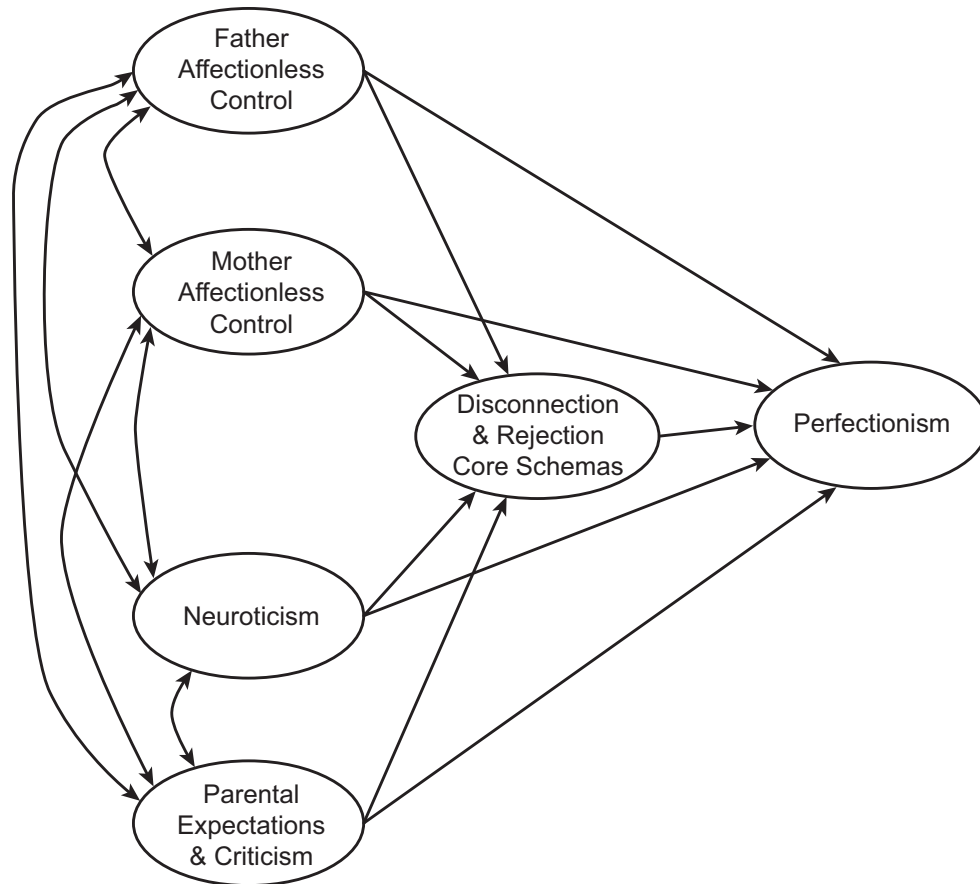 Father
Affectionless
Control
Mother
Affectionless
Control
Disconnection
& Rejection
Core Schemas
Perfectionism
Neuroticism
Parental
Expectations
& Criticism